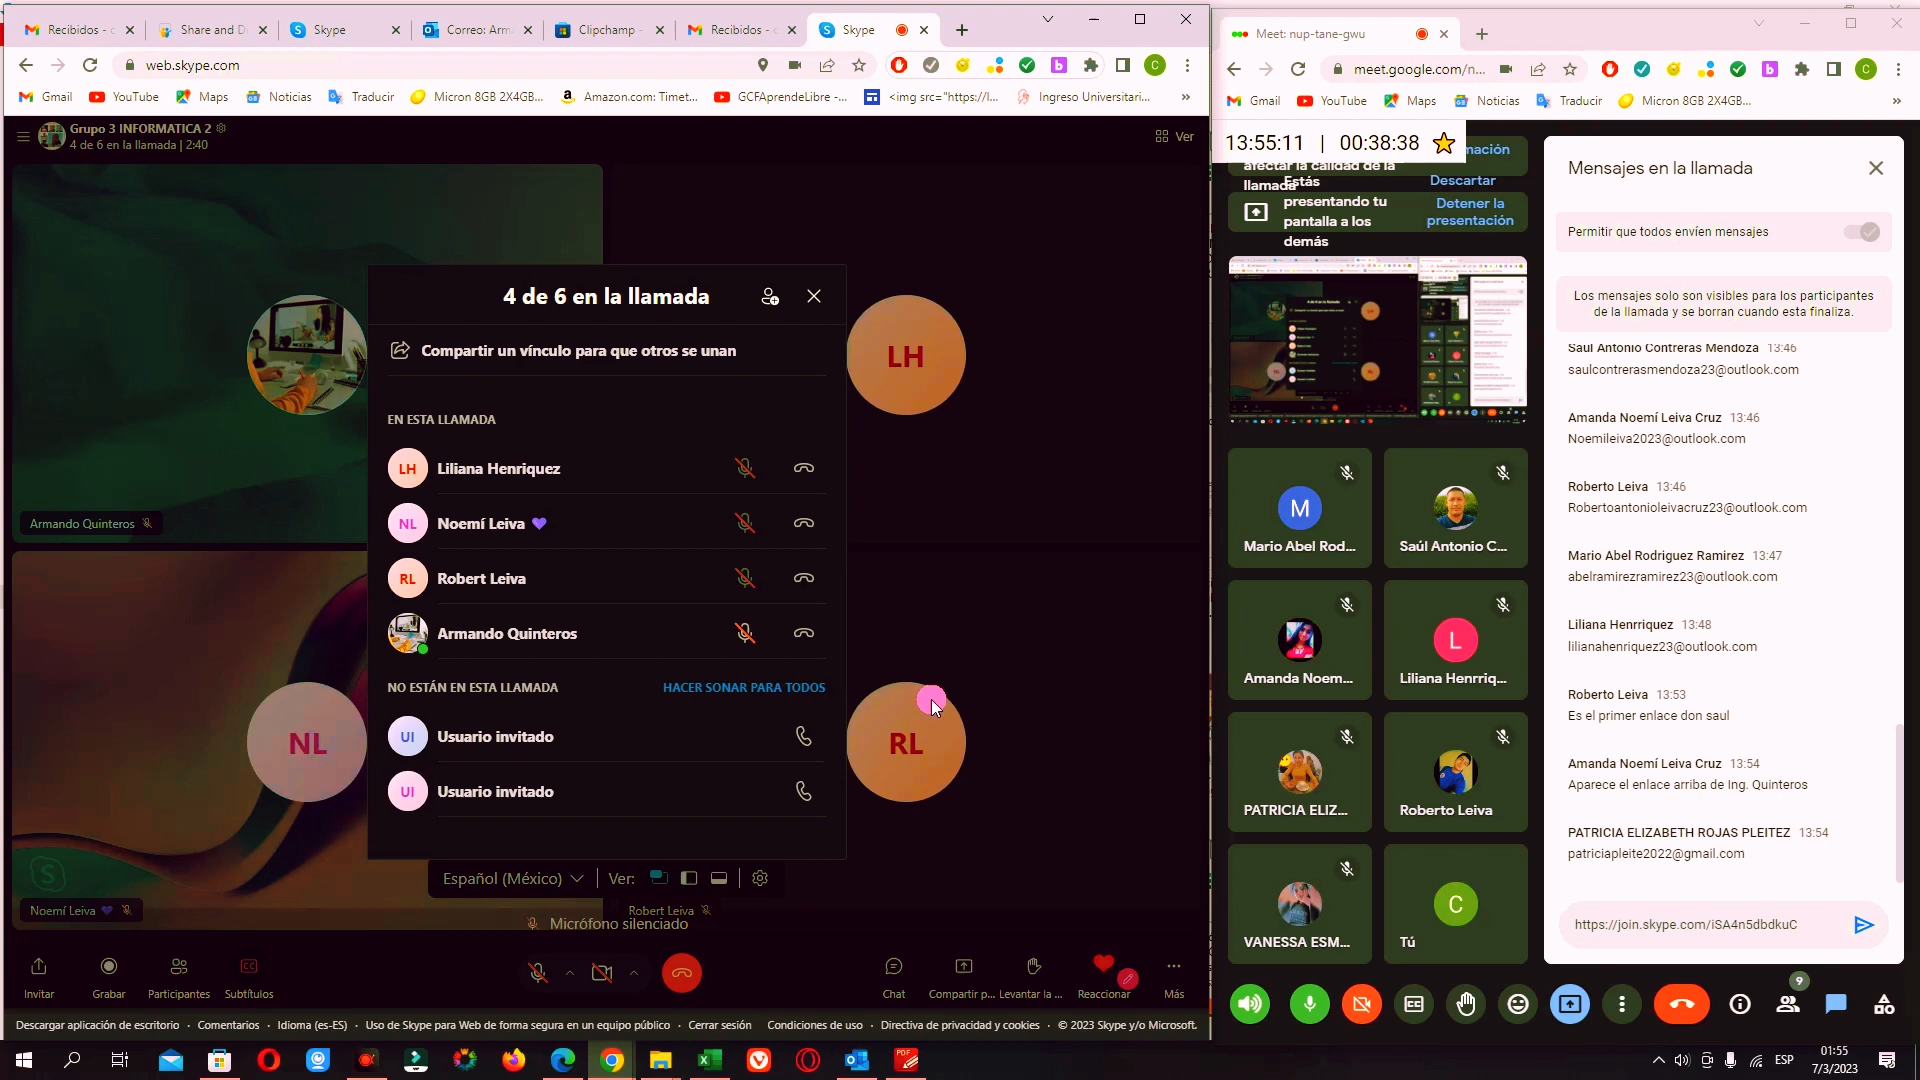 Recibidos - c
Share and D
Skype
Correo: Arm
Clipchamp -
Recibidos - c
Skype
web.skype.com
Gmail
YouTube
Maps
Noticias
Traducir
Micron 8GB 2X4GB...
Amazon.com: Timet...
GCFAprendeLibre -...
<img src="https://l...
Ingreso Universitari...
»
Grupo 3 INFORMATICA 2
4 de 6 en la llamada | 2:40
Ver
Armando Quinteros
4 de 6 en la llamada
Compartir un vínculo para que otros se unan
EN ESTA LLAMADA
LH Liliana Henriquez
NL Noemí Leiva
RL Robert Leiva
Armando Quinteros
NO ESTÁN EN ESTA LLAMADA
HACER SONAR PARA TODOS
UI Usuario invitado
UI Usuario invitado
LH
NL
RL
Español (México)
Ver:
Noemí Leiva
Robert Leiva
Micrófono silenciado
Invitar
Grabar
Participantes
Subtítulos
Chat
Compartir p...
Levantar la ...
Reaccionar
Más
Descargar aplicación de escritorio · Comentarios · Idioma (es-ES) · Uso de Skype para Web de forma segura en un equipo público · Cerrar sesión
Condiciones de uso · Directiva de privacidad y cookies · © 2023 Skype y/o Microsoft.
Meet: nup-tane-gwu
meet.google.com/n...
Gmail
YouTube
Maps
Noticias
Traducir
Micron 8GB 2X4GB...
»
13:55:11 | 00:38:38
mación
afectar la calidad de la
llamada
Descartar
Estás
presentando tu
pantalla a los
demás
Detener la
presentación
M
Mario Abel Rod...
Saúl Antonio C...
Amanda Noem...
L
Liliana Henrriq...
PATRICIA ELIZ...
Roberto Leiva
VANESSA ESM...
C
Tú
Mensajes en la llamada
Permitir que todos envíen mensajes
Los mensajes solo son visibles para los participantes
de la llamada y se borran cuando esta finaliza.
Saul Antonio Contreras Mendoza 13:46
saulcontrerasmendoza23@outlook.com
Amanda Noemí Leiva Cruz 13:46
Noemileiva2023@outlook.com
Roberto Leiva 13:46
Robertoantonioleivacruz23@outlook.com
Mario Abel Rodriguez Ramirez 13:47
abelramirezramirez23@outlook.com
Liliana Henrriquez 13:48
lilianahenriquez23@outlook.com
Roberto Leiva 13:53
Es el primer enlace don saul
Amanda Noemí Leiva Cruz 13:54
Aparece el enlace arriba de Ing. Quinteros
PATRICIA ELIZABETH ROJAS PLEITEZ 13:54
patriciapleite2022@gmail.com
https://join.skype.com/iSA4n5dbdkuC
9
ESP
01:55
7/3/2023